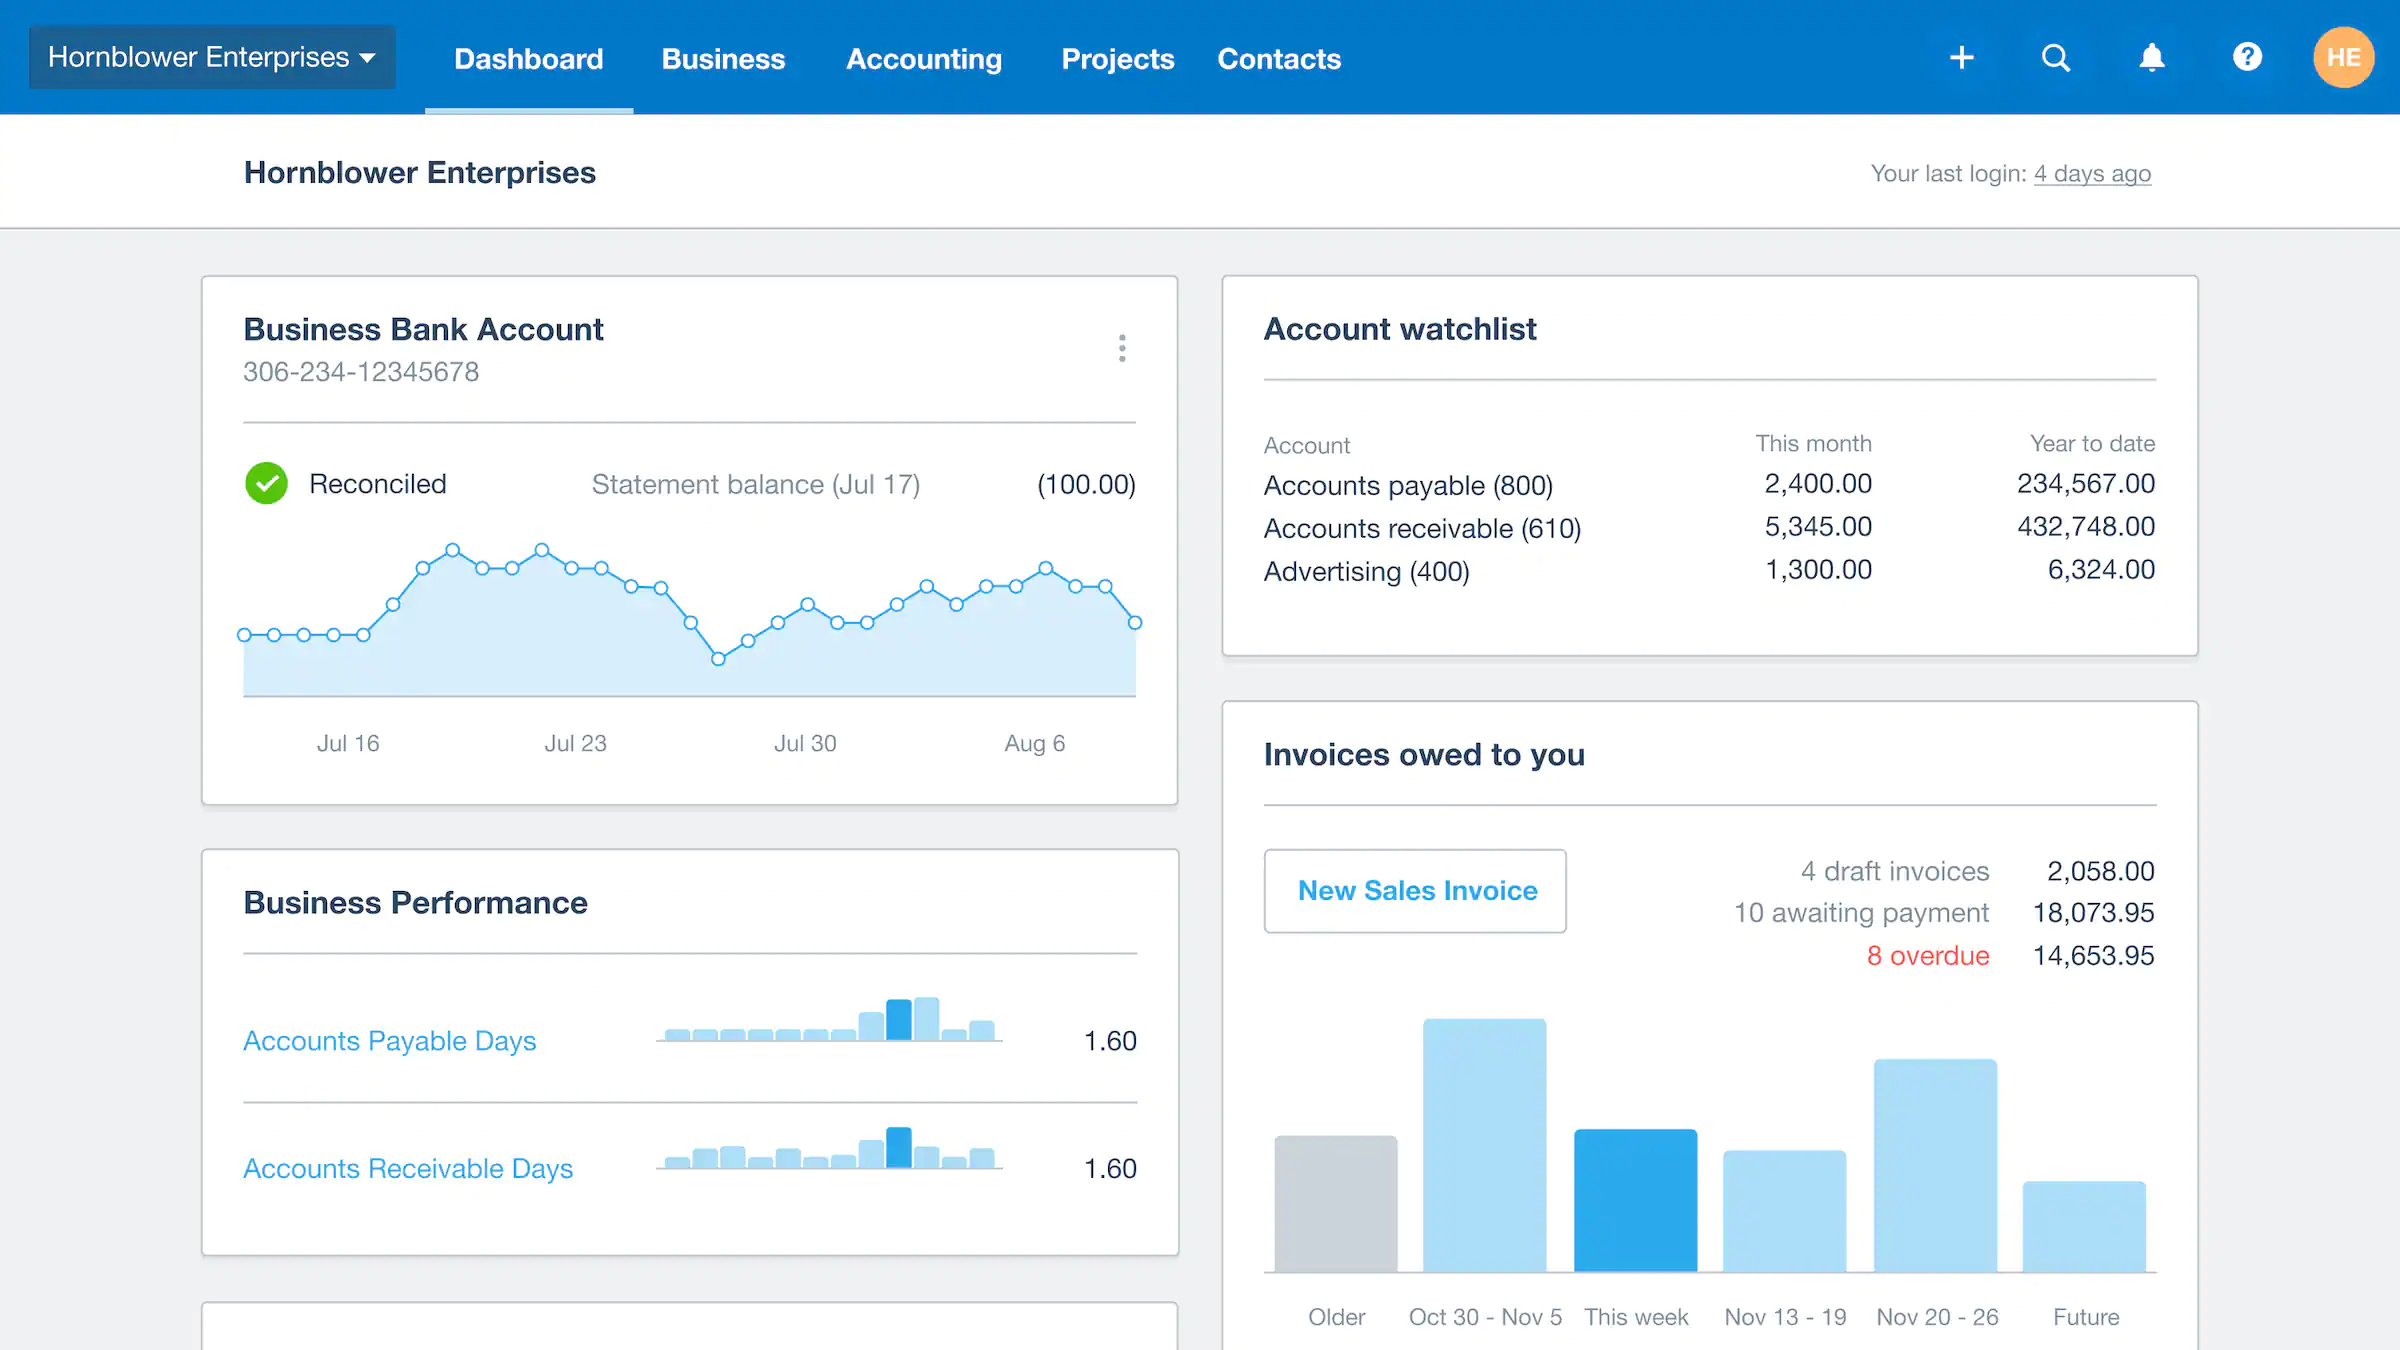 Hornblower Enterprises Dashboard Business Accounting Projects Contacts ? HE
Hornblower Enterprises Your last login: 4 days ago
Business Bank Account
306-234-12345678
Reconciled Statement balance (Jul 17) (100.00)
Jul 16 Jul 23 Jul 30 Aug 6
Account watchlist
Account This month Year to date
Accounts payable (800) 2,400.00 234,567.00
Accounts receivable (610) 5,345.00 432,748.00
Advertising (400) 1,300.00 6,324.00
Business Performance
Accounts Payable Days 1.60
Accounts Receivable Days 1.60
Invoices owed to you
New Sales Invoice
4 draft invoices 2,058.00
10 awaiting payment 18,073.95
8 overdue 14,653.95
Older Oct 30 - Nov 5 This week Nov 13 - 19 Nov 20 - 26 Future